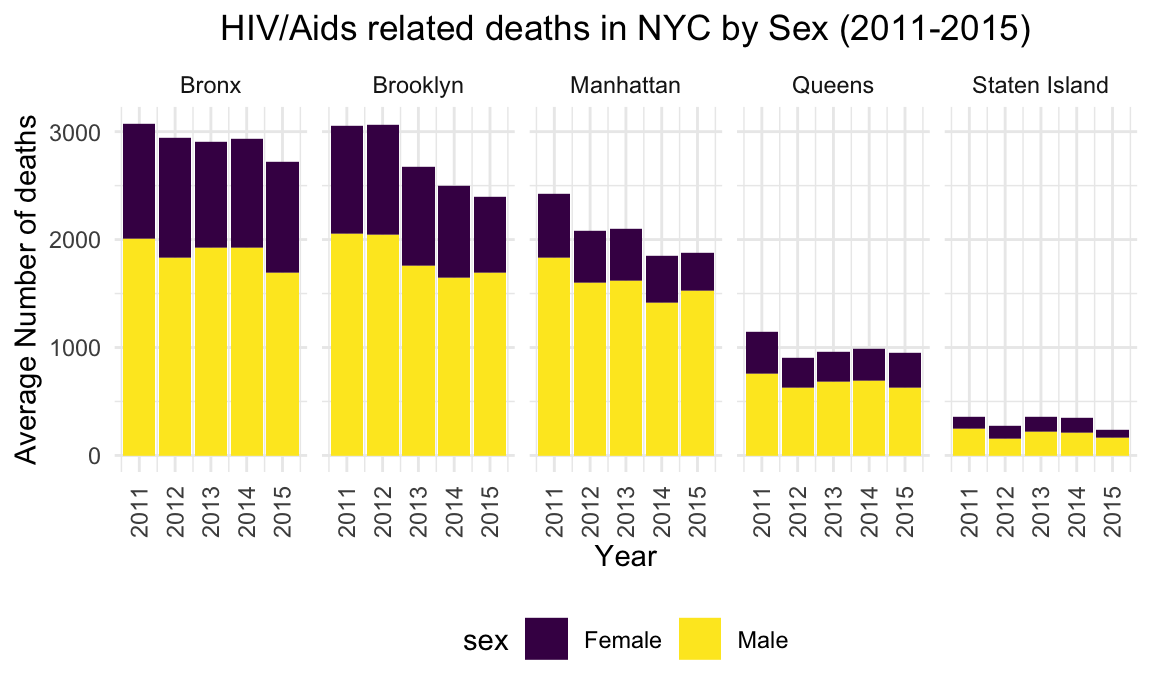 HIV/Aids related deaths in NYC by Sex (2011-2015)
Bronx Brooklyn Manhattan Queens Staten Island
Average Number of deaths
3000
2000
1000
0
2011 2012 2013 2014 2015 2011 2012 2013 2014 2015 2011 2012 2013 2014 2015 2011 2012 2013 2014 2015 2011 2012 2013 2014 2015
Year
sex Female Male